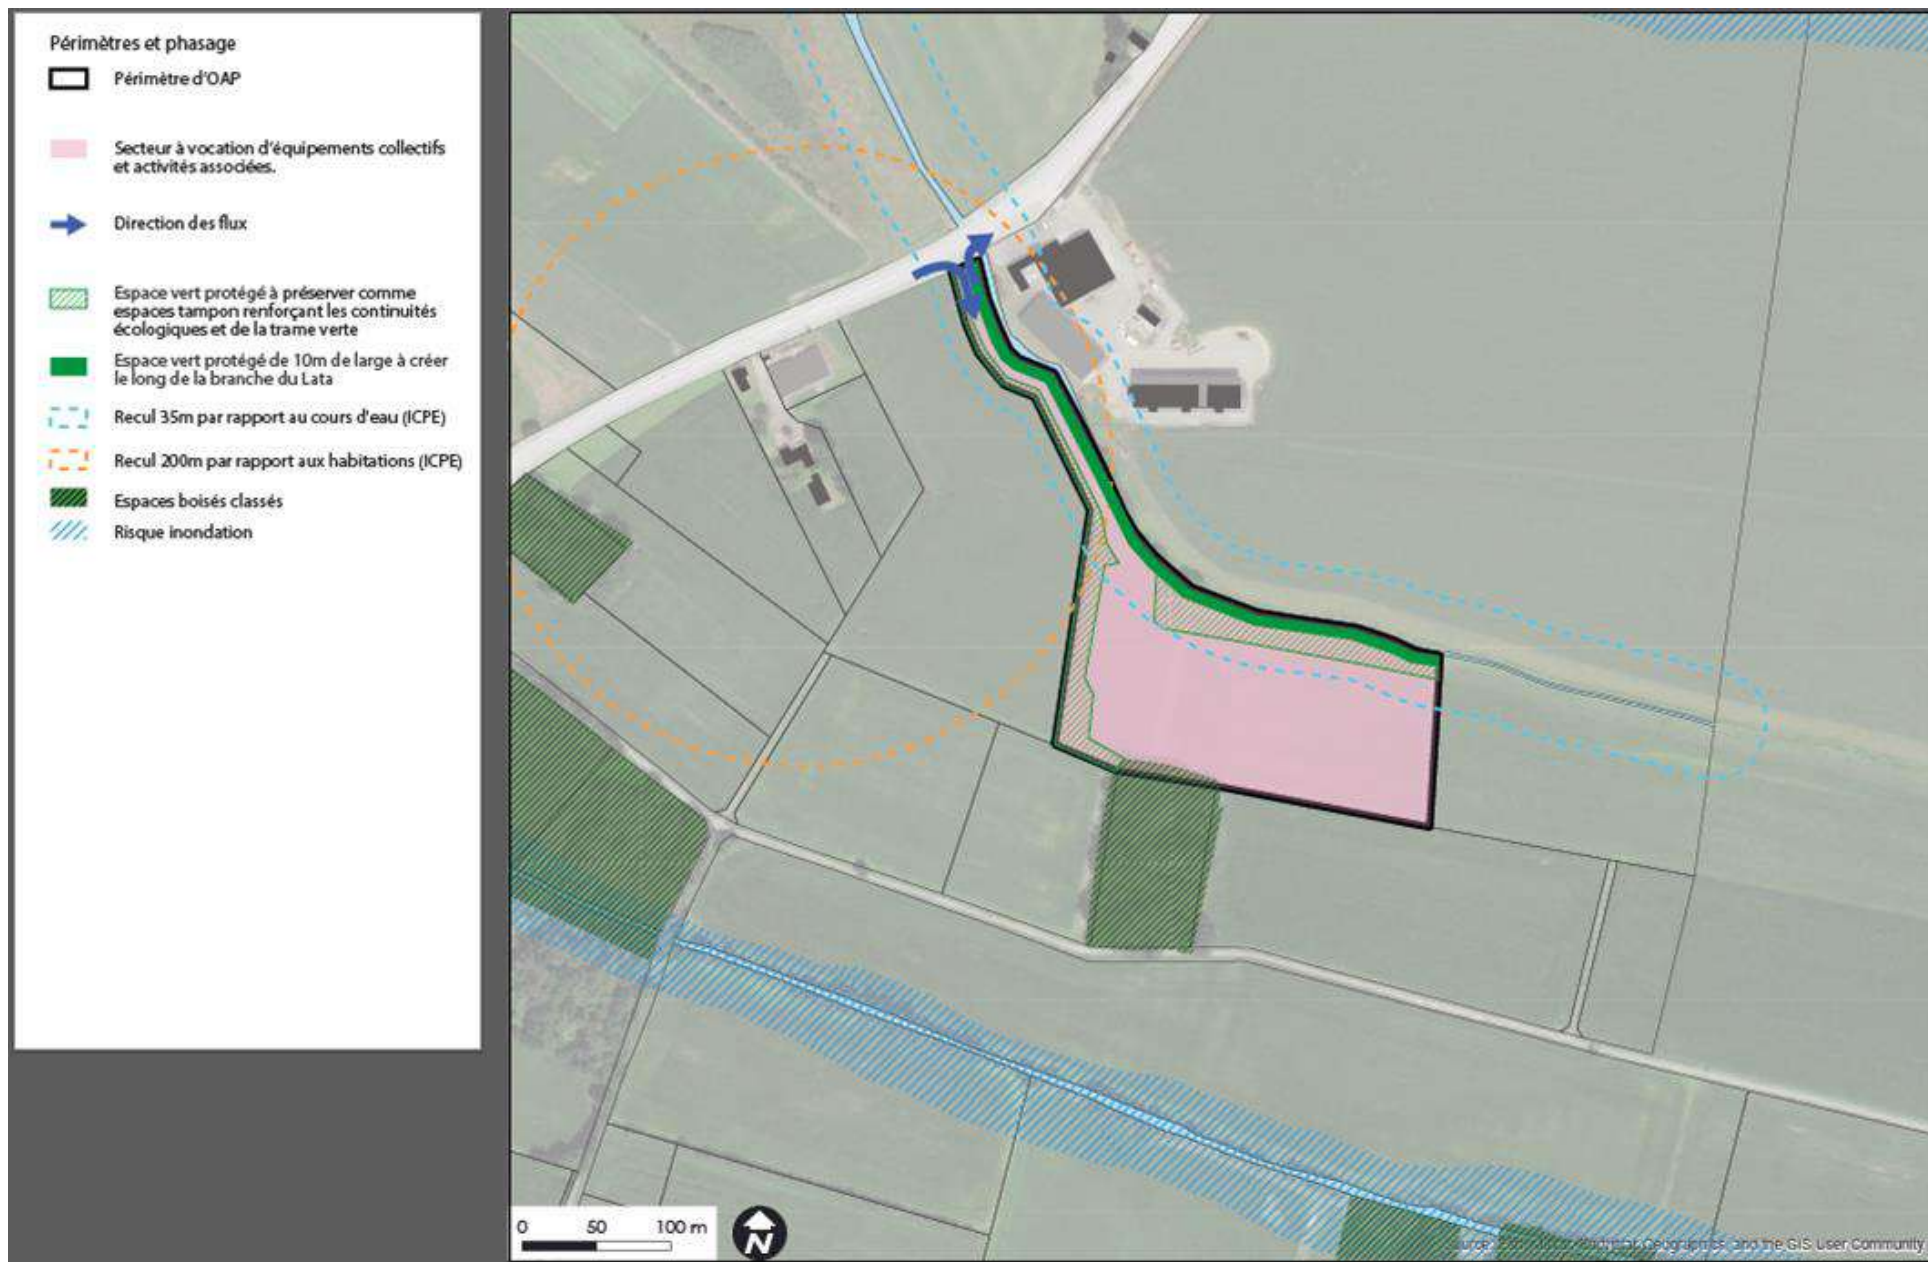 Périmètres et phasage
Périmètre d'OAP
Secteur à vocation d'équipements collectifs
et activités associées.
Direction des flux
Espace vert protégé à préserver comme
espaces tampon renforçant les continuités
écologiques et de la trame verte
Espace vert protégé de 10m de large à créer
le long de la branche du Lata
Recul 35m par rapport au cours d'eau (ICPE)
Recul 200m par rapport aux habitations (ICPE)
Espaces boisés classés
Risque inondation
0 50 100 m
N
Geographics, and the GIS User Community